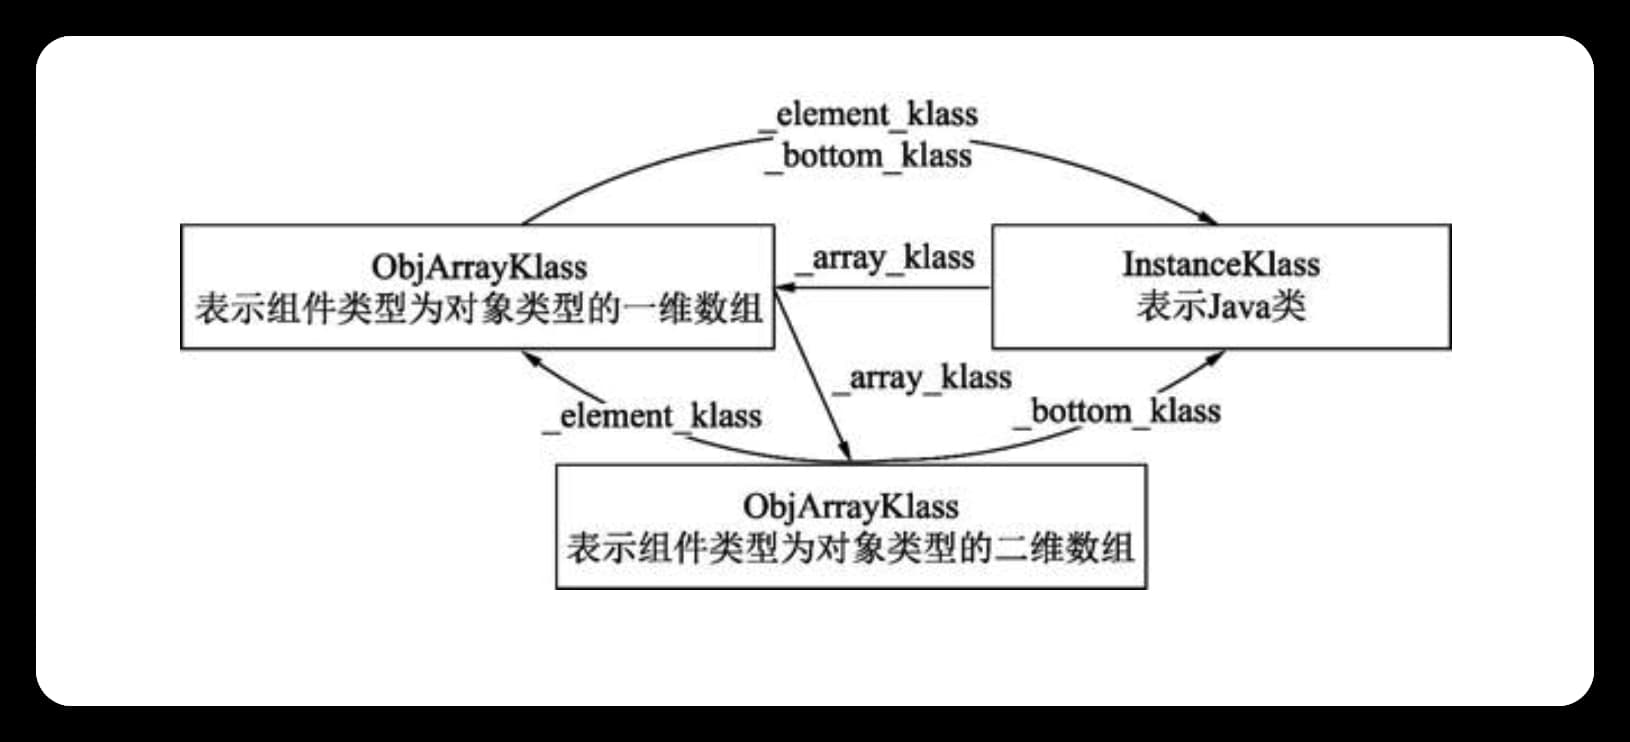 _element_klass
_bottom_klass
ObjArrayKlass
表示组件类型为对象类型的一维数组
_array_klass
InstanceKlass
表示Java类
_array_klass
_element_klass
_bottom_klass
ObjArrayKlass
表示组件类型为对象类型的二维数组